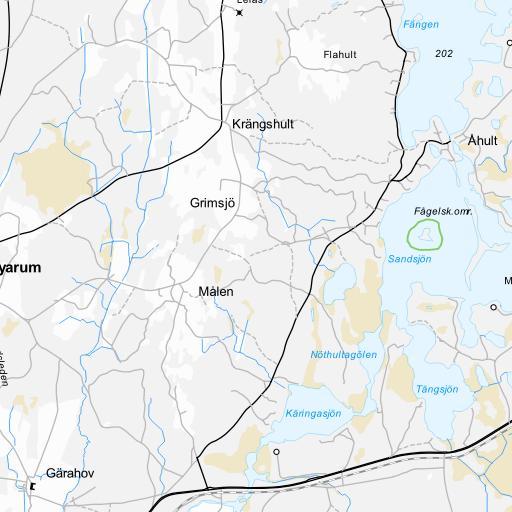 Fången
Flahult
202
Krängshult
Åhult
Grimsjö
Fågelsk.omr.
Sandsjön
yarum
Målen
Nöthultagölen
Tängsjön
Käringasjön
Gärahov